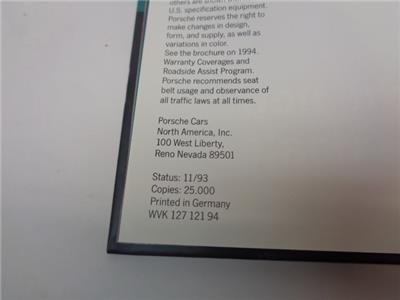 others are shown
U.S. specification equipment.
Porsche reserves the right to
make changes in design,
form, and supply, as well as
variations in color.
See the brochure on 1994.
Warranty Coverages and
Roadside Assist Program.
Porsche recommends seat
belt usage and observance of
all traffic laws at all times.
Porsche Cars
North America, Inc.
100 West Liberty,
Reno Nevada 89501
Status: 11/93
Copies: 25.000
Printed in Germany
WVK 127 121 94